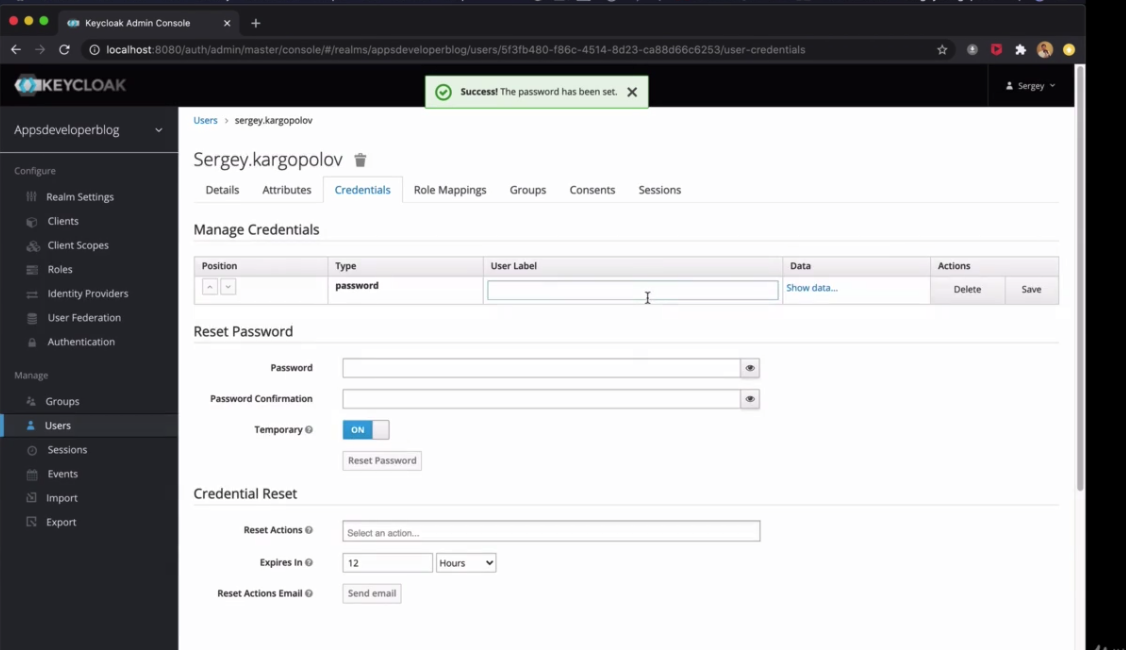 Keycloak Admin Console
localhost:8080/auth/admin/master/console/#/realms/appsdeveloperblog/users/5f3fb480-f86c-4514-8d23-ca88d66c6253/user-credentials
KEYCLOAK
Success! The password has been set.
Sergey
Appsdeveloperblog
Configure
Realm Settings
Clients
Client Scopes
Roles
Identity Providers
User Federation
Authentication
Manage
Groups
Users
Sessions
Events
Import
Export
Users > sergey.kargopolov
Sergey.kargopolov
Details Attributes Credentials Role Mappings Groups Consents Sessions
Manage Credentials
Position Type User Label Data Actions
password Show data... Delete Save
Reset Password
Password
Password Confirmation
Temporary ON
Reset Password
Credential Reset
Reset Actions Select an action...
Expires In 12 Hours
Reset Actions Email Send email